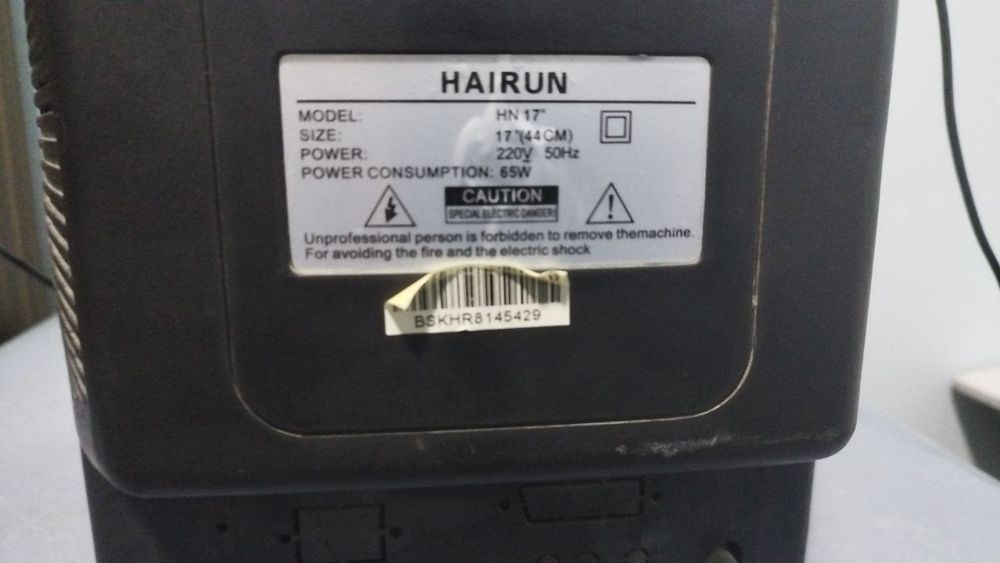 HAIRUN
MODEL: HN 17"
SIZE: 17"(44CM)
POWER: 220V 50Hz
POWER CONSUMPTION: 65W
CAUTION
SPECIAL ELECTRIC DANGER
Unprofessional person is forbidden to remove themachine.
For avoiding the fire and the electric shock
BSKHR8145429